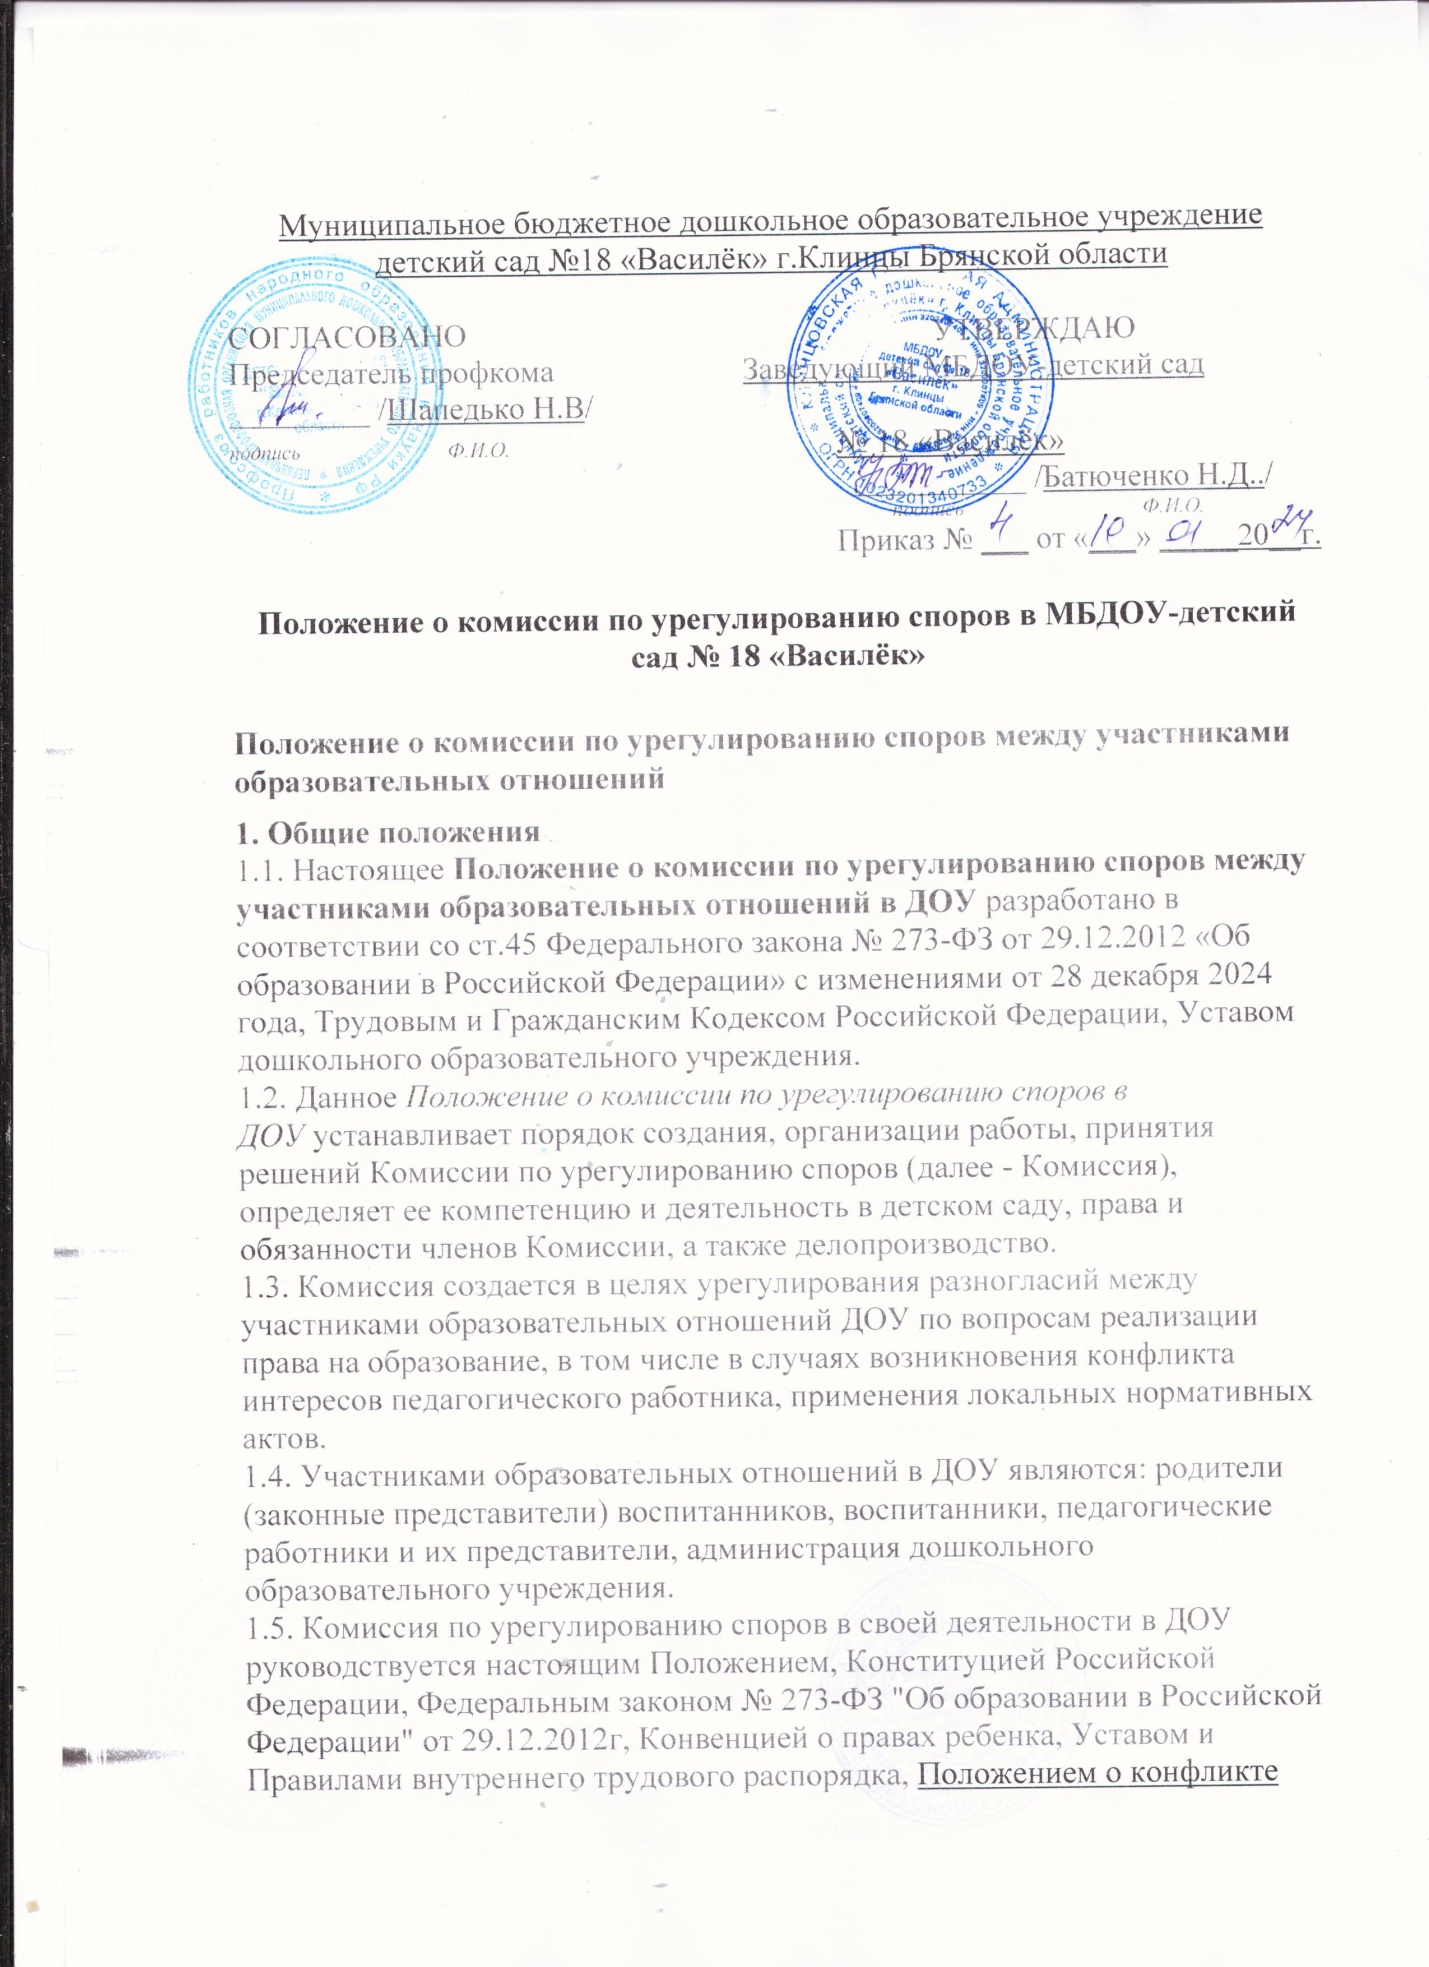 Муниципальное бюджетное дошкольное образовательное учреждение
детский сад №18 «Василёк» г.Клинцы Брянской области
СОГЛАСОВАНО
Председатель профкома
/Шапедько Н.В/
подпись Ф.И.О.
УТВЕРЖДАЮ
Заведующий МБДОУ- детский сад
№ 18 «Василёк»
/Батюченко Н.Д../
подпись Ф.И.О.
Приказ № 4 от «10» 01 2024г.
МБДОУ
детский сад № 18
«Василёк»
г. Клинцы
Брянской области
Положение о комиссии по урегулированию споров в МБДОУ-детский
сад № 18 «Василёк»
Положение о комиссии по урегулированию споров между участниками
образовательных отношений
1. Общие положения
1.1. Настоящее Положение о комиссии по урегулированию споров между
участниками образовательных отношений в ДОУ разработано в
соответствии со ст.45 Федерального закона № 273-ФЗ от 29.12.2012 «Об
образовании в Российской Федерации» с изменениями от 28 декабря 2024
года, Трудовым и Гражданским Кодексом Российской Федерации, Уставом
дошкольного образовательного учреждения.
1.2. Данное Положение о комиссии по урегулированию споров в
ДОУ устанавливает порядок создания, организации работы, принятия
решений Комиссии по урегулированию споров (далее - Комиссия),
определяет ее компетенцию и деятельность в детском саду, права и
обязанности членов Комиссии, а также делопроизводство.
1.3. Комиссия создается в целях урегулирования разногласий между
участниками образовательных отношений ДОУ по вопросам реализации
права на образование, в том числе в случаях возникновения конфликта
интересов педагогического работника, применения локальных нормативных
актов.
1.4. Участниками образовательных отношений в ДОУ являются: родители
(законные представители) воспитанников, воспитанники, педагогические
работники и их представители, администрация дошкольного
образовательного учреждения.
1.5. Комиссия по урегулированию споров в своей деятельности в ДОУ
руководствуется настоящим Положением, Конституцией Российской
Федерации, Федеральным законом № 273-ФЗ "Об образовании в Российской
Федерации" от 29.12.2012г, Конвенцией о правах ребенка, Уставом и
Правилами внутреннего трудового распорядка, Положением о конфликте